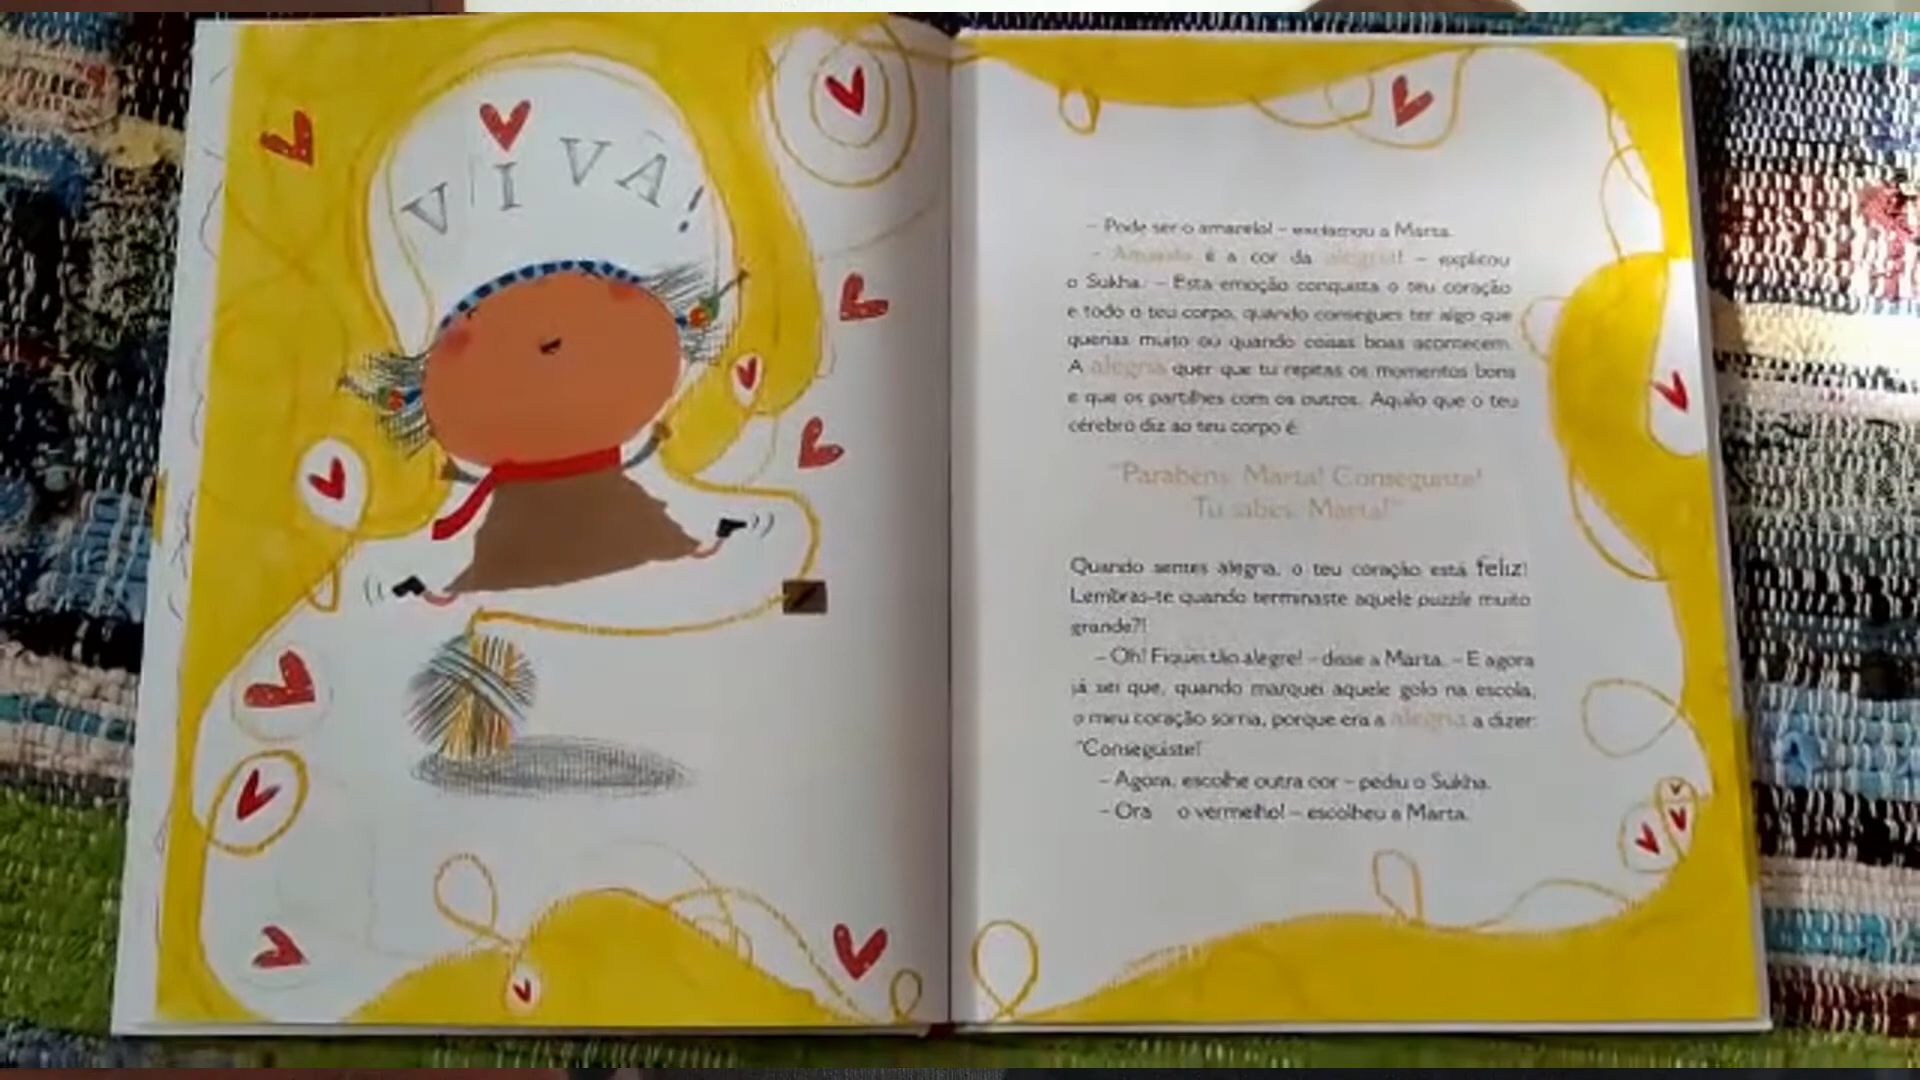 VIVA!
– Pode ser o amarelo! – exclamou a Marta.
– Amarelo é a cor da alegria! – explicou
o Sukha. – Esta emoção conquista o teu coração
e todo o teu corpo, quando consegues ter algo que
querias muito ou quando coisas boas acontecem.
A alegria quer que tu repitas os momentos bons
e que os partilhes com os outros. Aquilo que o teu
cérebro diz ao teu corpo é:
"Parabéns, Marta! Conseguiste!
Tu sabes, Marta!"
Quando sentes alegria, o teu coração está feliz!
Lembras-te quando terminaste aquele puzzle muito
grande?!
– Oh! Fiquei tão alegre! – disse a Marta. – E agora
já sei que, quando marquei aquele golo na escola,
o meu coração sorria, porque era a alegria a dizer:
"Conseguiste!
– Agora, escolhe outra cor – pediu o Sukha.
– Ora o vermelho! – escolheu a Marta.